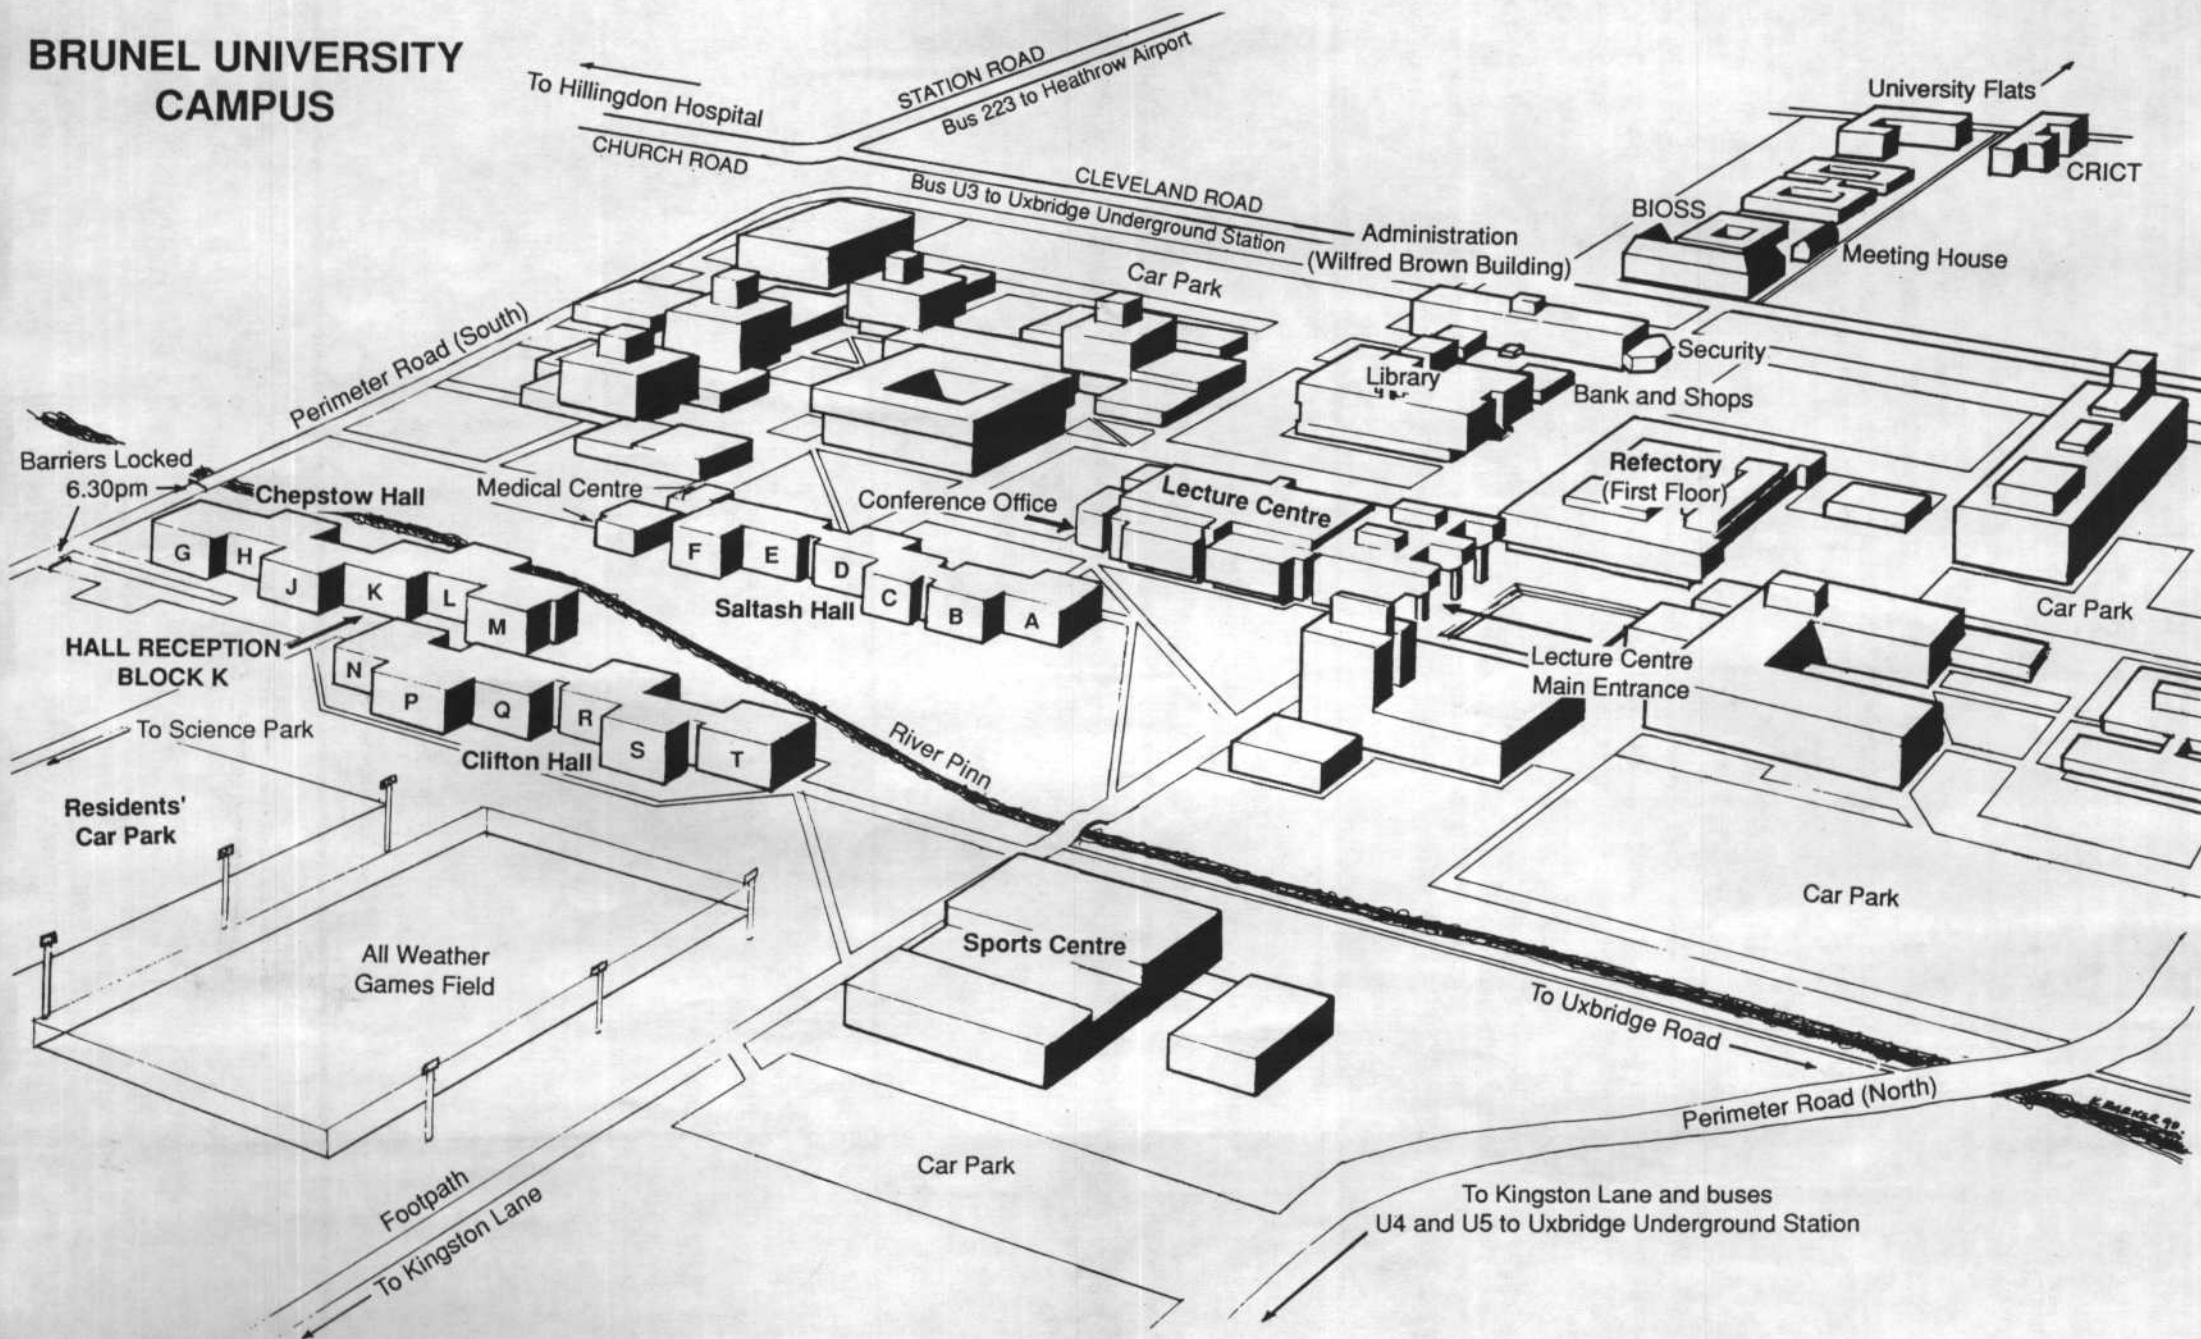 BRUNEL UNIVERSITY
CAMPUS
To Hillingdon Hospital
CHURCH ROAD
STATION ROAD
Bus 223 to Heathrow Airport
CLEVELAND ROAD
Bus U3 to Uxbridge Underground Station
University Flats
CRICT
BIOSS
Meeting House
Administration
(Wilfred Brown Building)
Car Park
Security
Bank and Shops
Library
Perimeter Road (South)
Barriers Locked
6.30pm
Chepstow Hall
Medical Centre
Conference Office
Lecture Centre
Refectory
(First Floor)
G
H
J
K
L
M
F
E
D
C
B
A
Saltash Hall
Car Park
HALL RECEPTION
BLOCK K
Lecture Centre
Main Entrance
N
P
Q
R
S
T
To Science Park
Clifton Hall
River Pinn
Residents'
Car Park
Car Park
All Weather
Games Field
Sports Centre
To Uxbridge Road
Perimeter Road (North)
K. PARKER 90.
Car Park
Footpath
To Kingston Lane
To Kingston Lane and buses
U4 and U5 to Uxbridge Underground Station